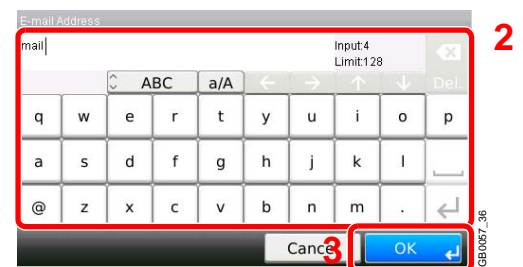 E-mail Address
mail
Input:4
Limit:128
2
ABC a/A ← → ↑ ↓ Del.
q w e r t y u i o p
a s d f g h j k l
@ z x c v b n m .
3
Cance
OK
GB0057_36